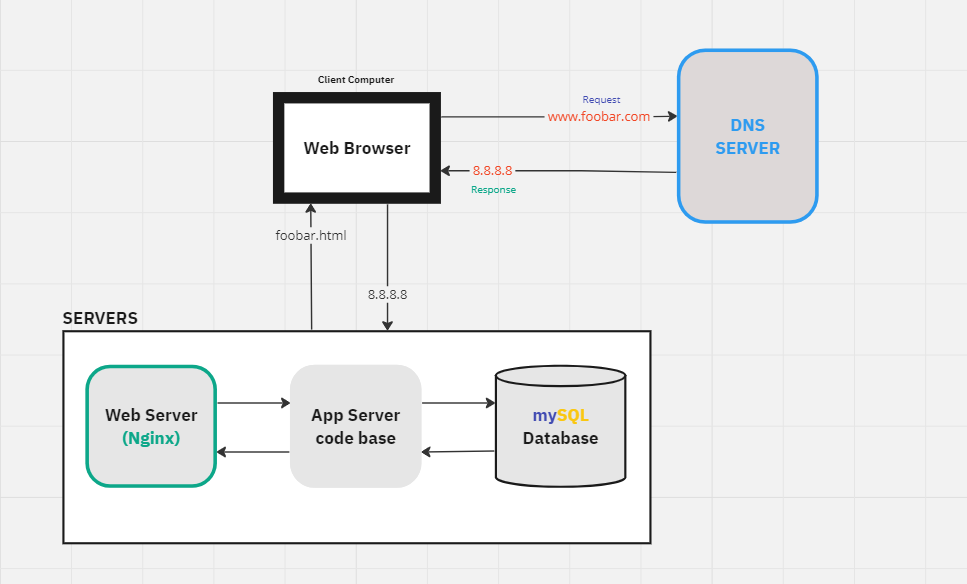 Client Computer
Web Browser
Request
www.foobar.com
DNS
SERVER
8.8.8.8
Response
foobar.html
8.8.8.8
SERVERS
Web Server
(Nginx)
App Server
code base
mySQL
Database